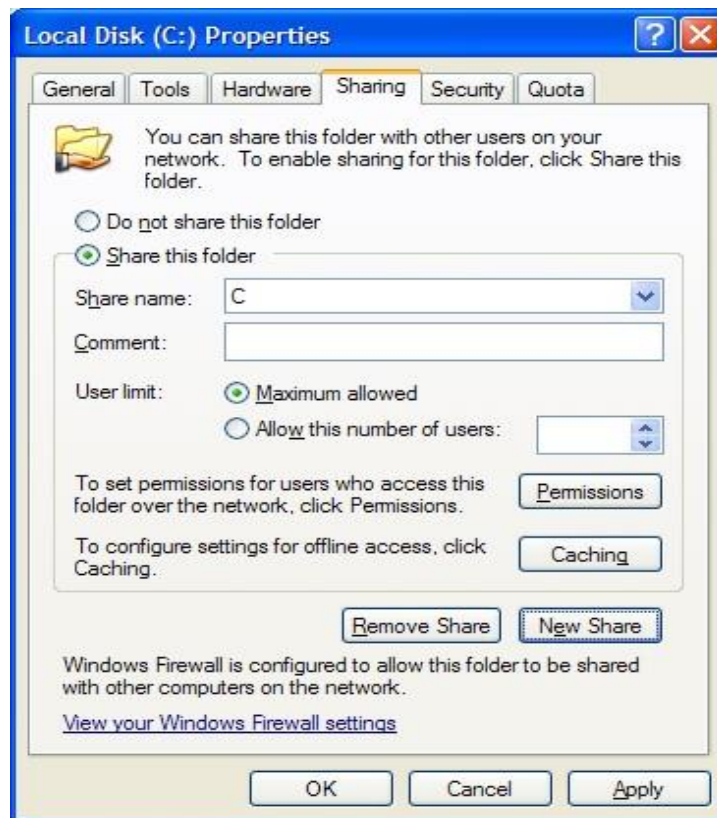 Local Disk (C:) Properties
General Tools Hardware Sharing Security Quota
You can share this folder with other users on your
network. To enable sharing for this folder, click Share this
folder.
Do not share this folder
Share this folder
Share name: C
Comment:
User limit: Maximum allowed
Allow this number of users:
To set permissions for users who access this
folder over the network, click Permissions.
Permissions
To configure settings for offline access, click
Caching.
Caching
Remove Share New Share
Windows Firewall is configured to allow this folder to be shared
with other computers on the network.
View your Windows Firewall settings
OK Cancel Apply